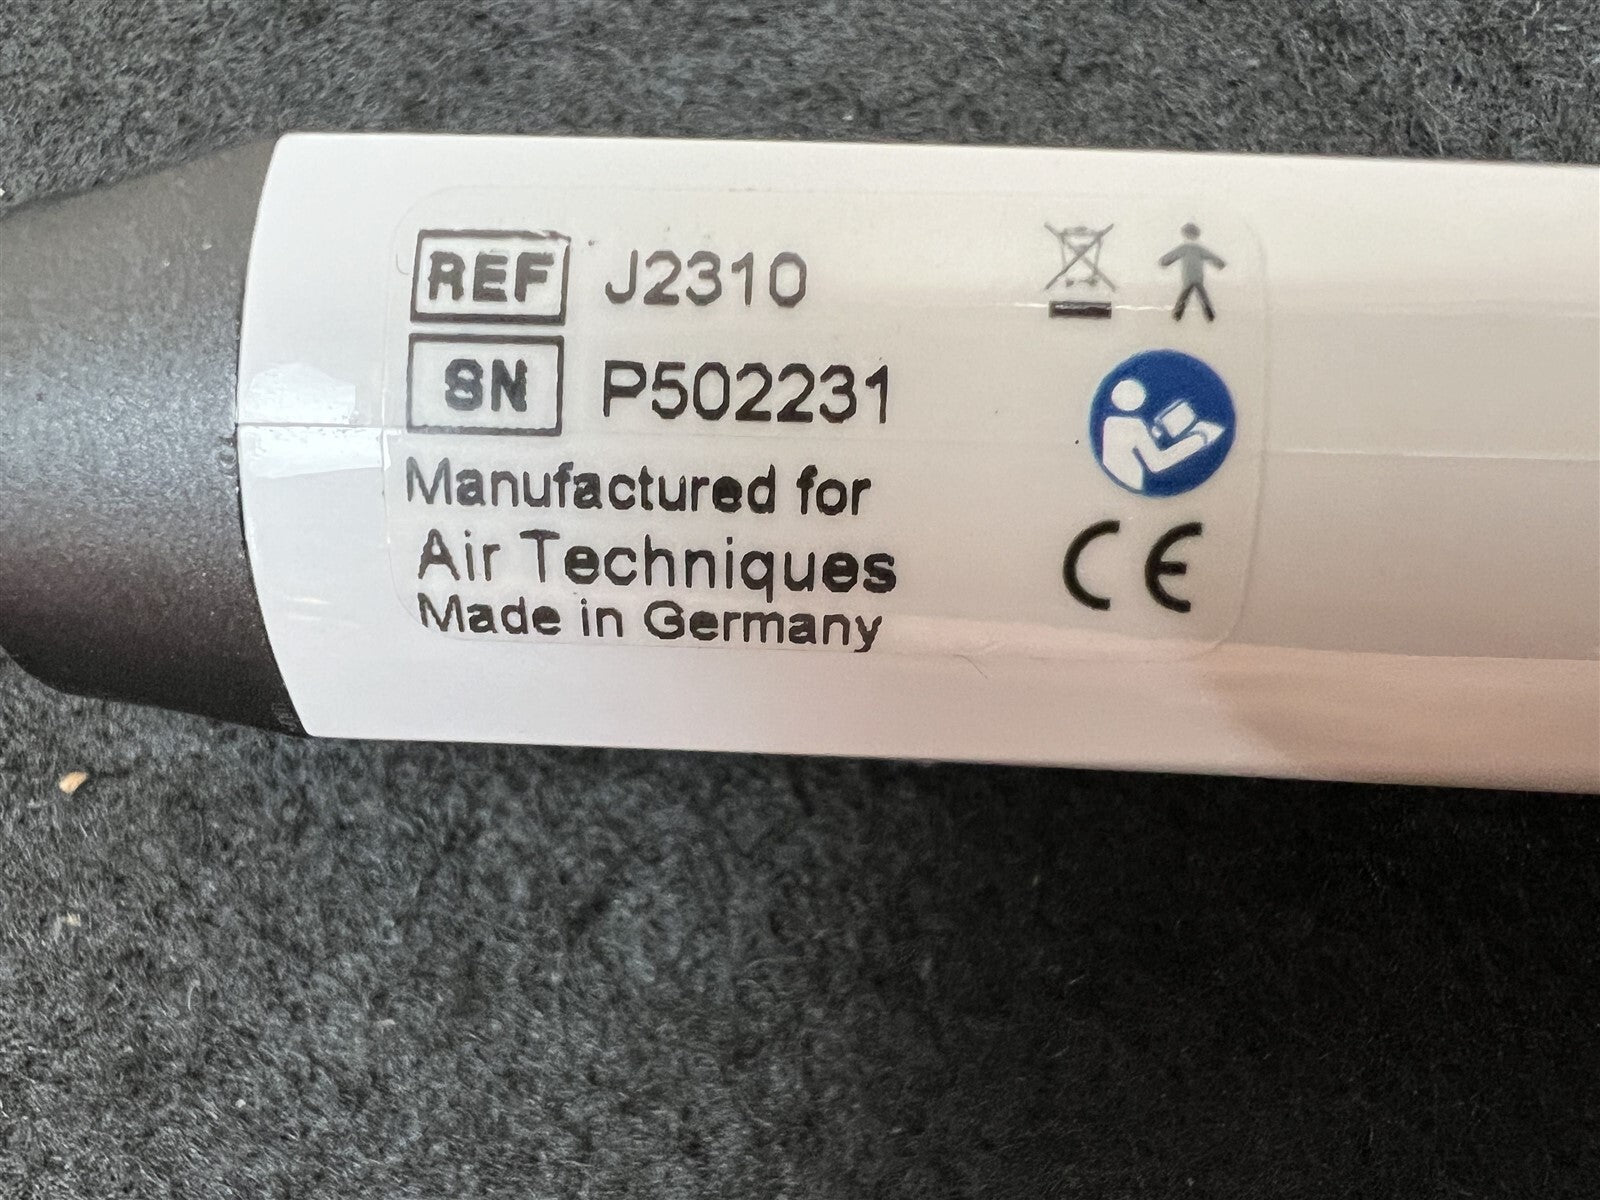 REF J2310
SN P502231
Manufactured for
Air Techniques
Made in Germany
CE